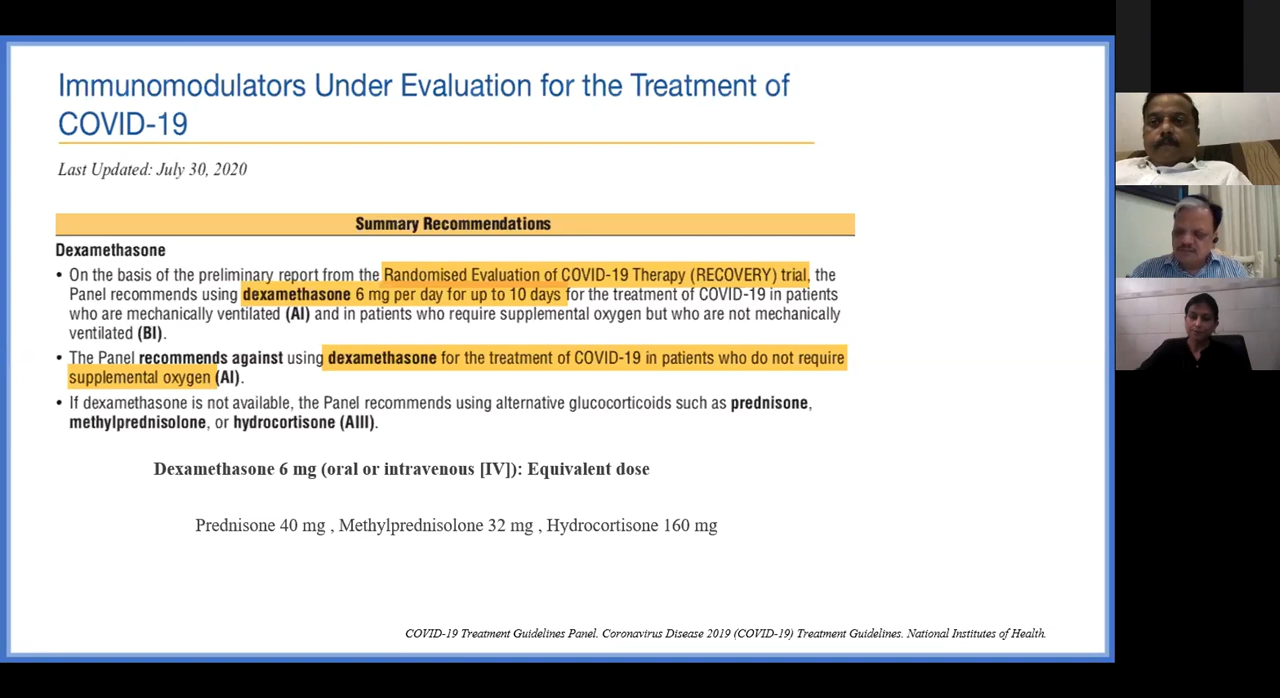 Immunomodulators Under Evaluation for the Treatment of
COVID-19
Last Updated: July 30, 2020
Summary Recommendations
Dexamethasone
• On the basis of the preliminary report from the Randomised Evaluation of COVID-19 Therapy (RECOVERY) trial, the
Panel recommends using dexamethasone 6 mg per day for up to 10 days for the treatment of COVID-19 in patients
who are mechanically ventilated (AI) and in patients who require supplemental oxygen but who are not mechanically
ventilated (BI).
• The Panel recommends against using dexamethasone for the treatment of COVID-19 in patients who do not require
supplemental oxygen (AI).
• If dexamethasone is not available, the Panel recommends using alternative glucocorticoids such as prednisone,
methylprednisolone, or hydrocortisone (AIII).
Dexamethasone 6 mg (oral or intravenous [IV]): Equivalent dose
Prednisone 40 mg , Methylprednisolone 32 mg , Hydrocortisone 160 mg
COVID-19 Treatment Guidelines Panel. Coronavirus Disease 2019 (COVID-19) Treatment Guidelines. National Institutes of Health.